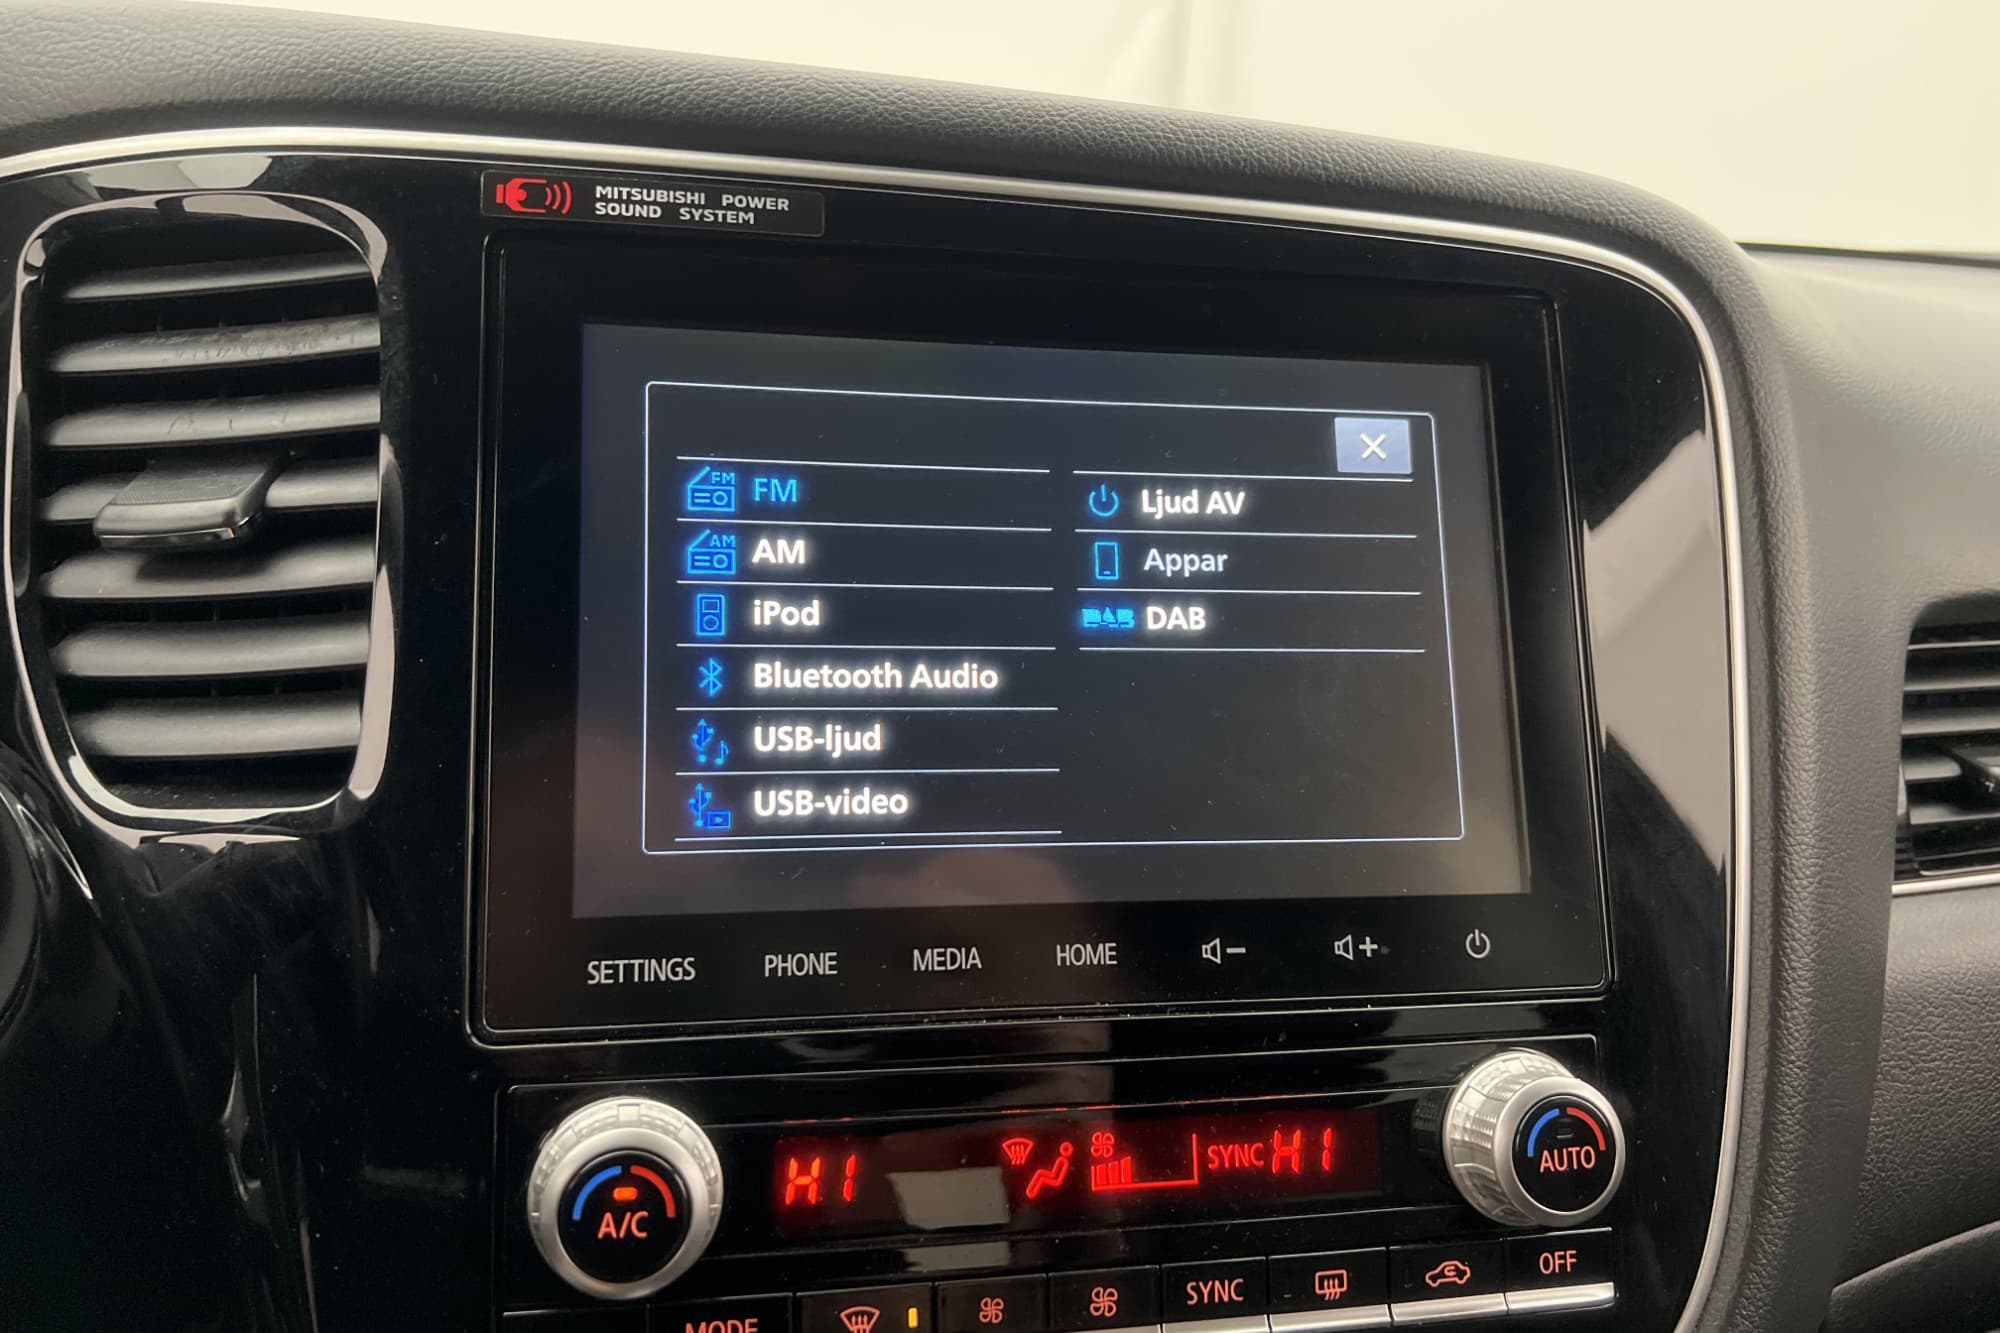 MITSUBISHI POWER
SOUND SYSTEM
FM FM
AM AM
iPod
Bluetooth Audio
USB-ljud
USB-video
Ljud AV
Appar
DAB DAB
SETTINGS PHONE MEDIA HOME
HI SYNC HI
A/C
AUTO
MODE SYNC OFF